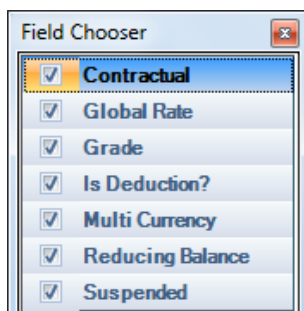 Field Chooser
Contractual
Global Rate
Grade
Is Deduction?
Multi Currency
Reducing Balance
Suspended